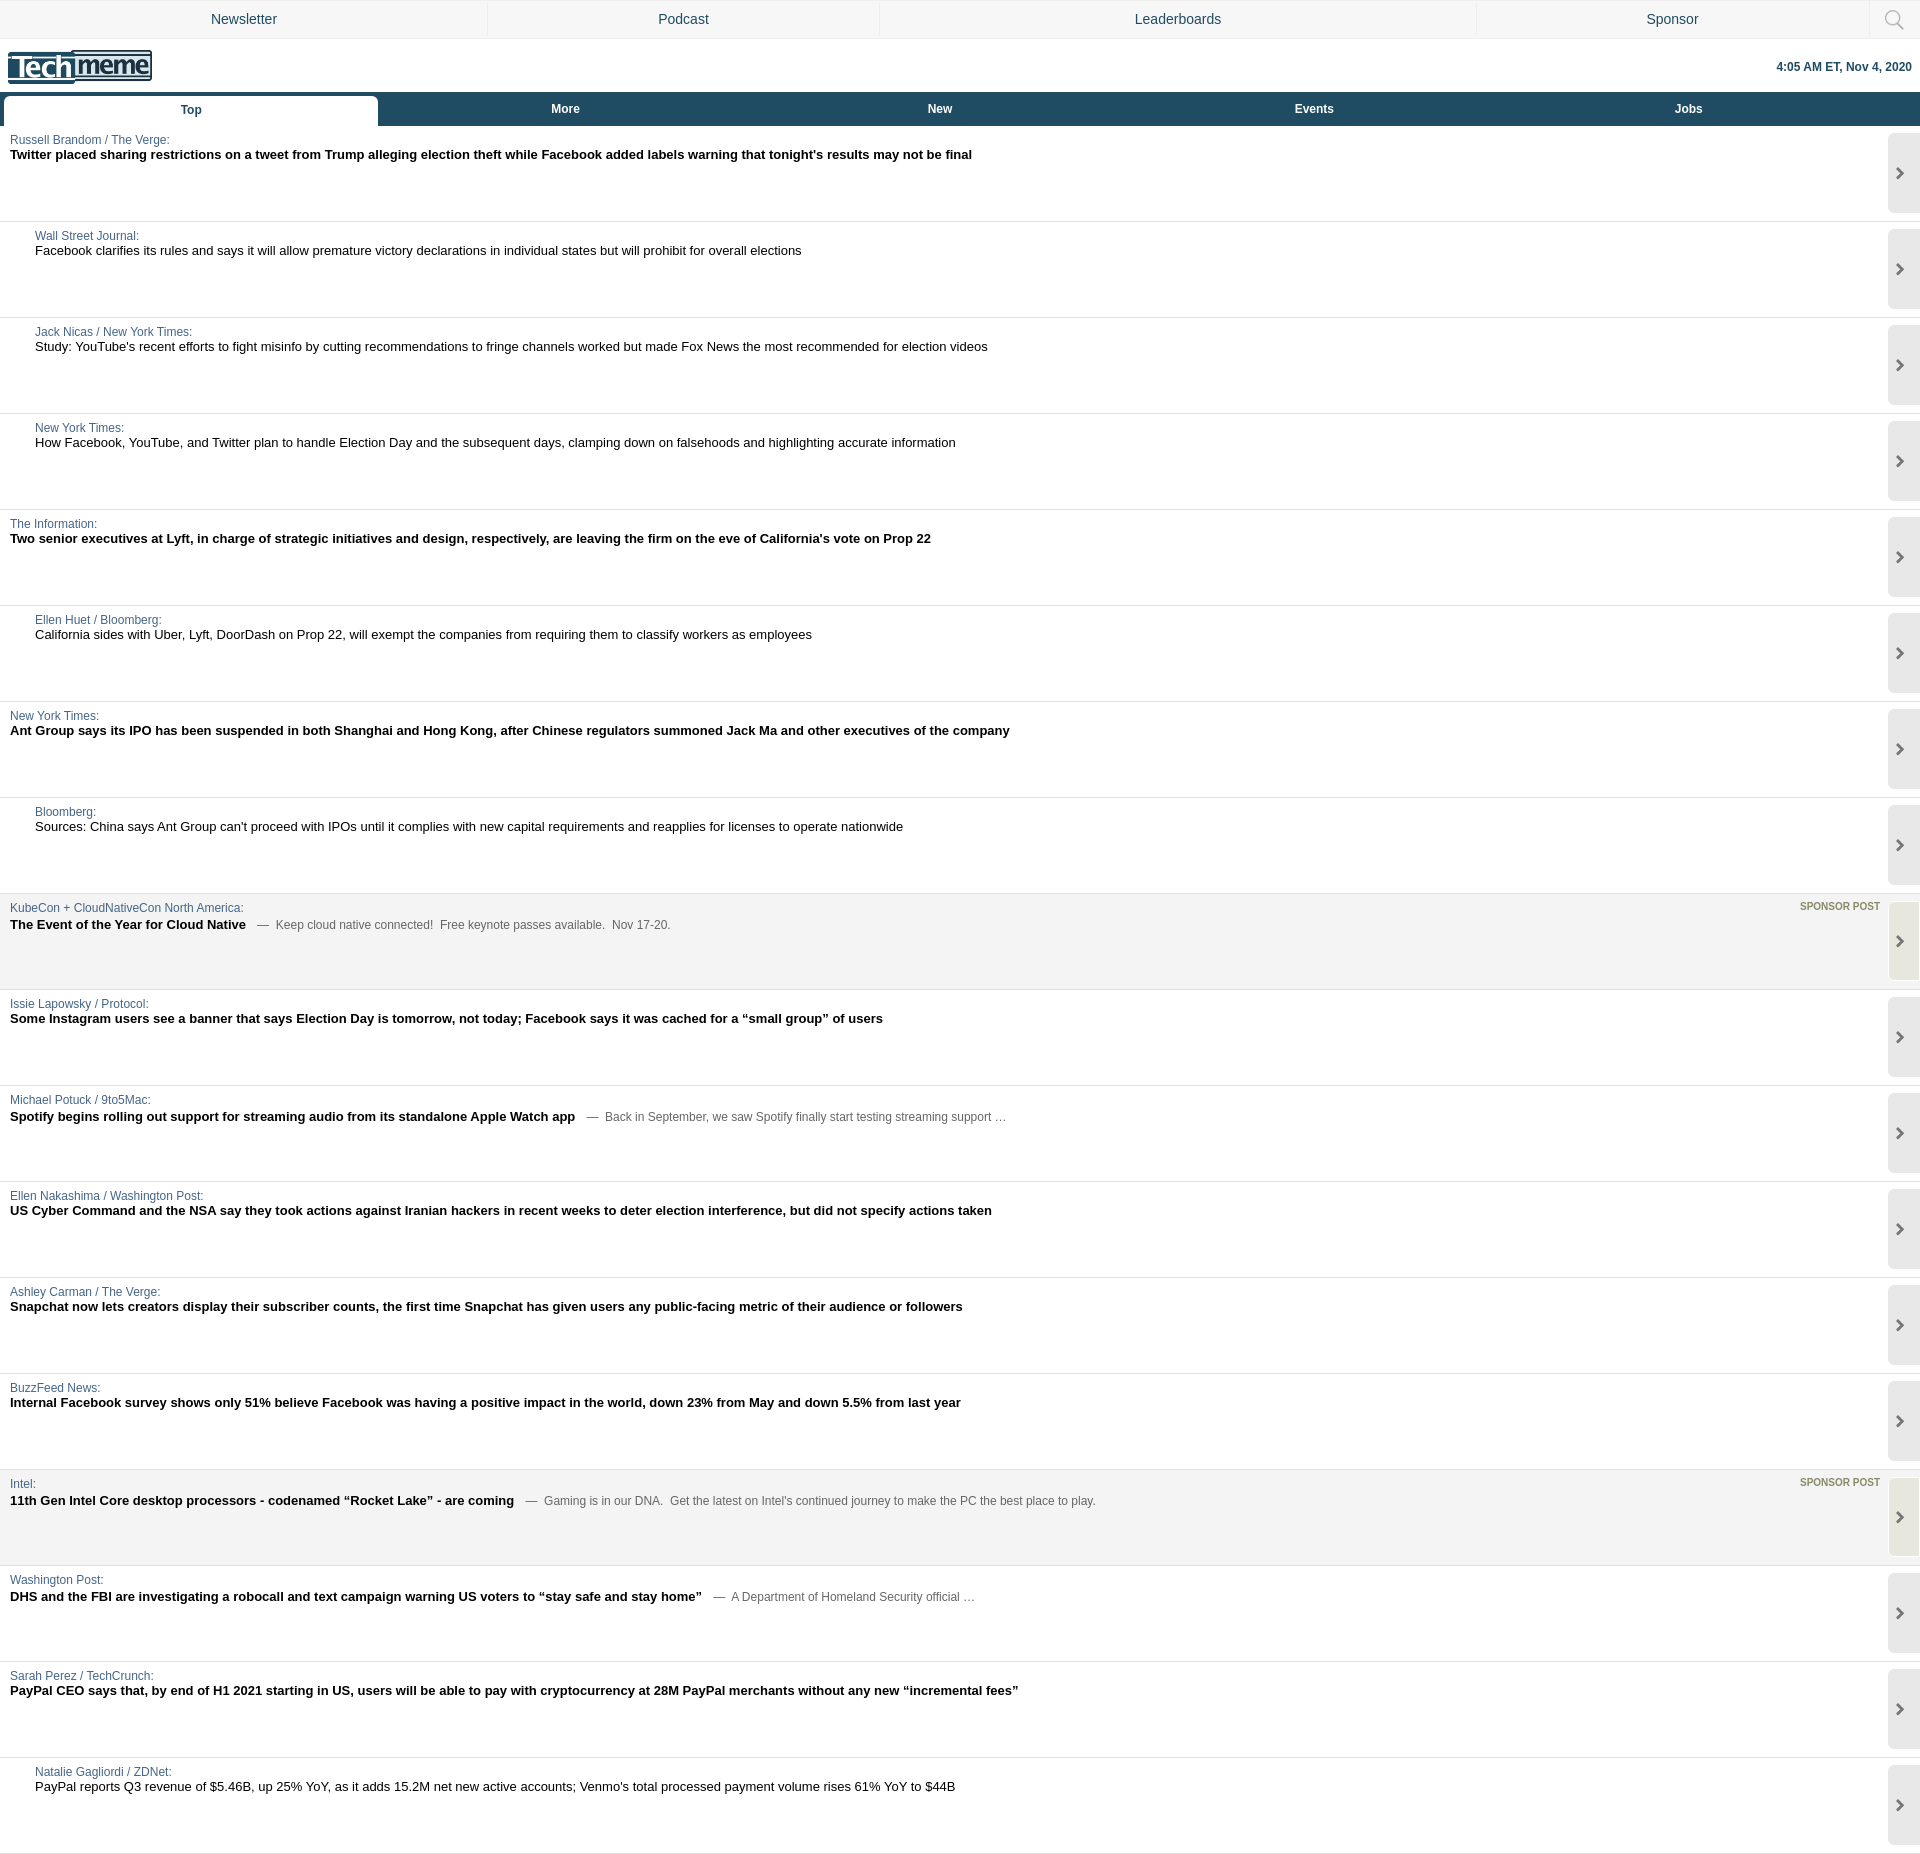 Newsletter
Podcast
Leaderboards
Sponsor
Techmeme
4:05 AM ET, Nov 4, 2020
Top
More
New
Events
Jobs
Russell Brandom / The Verge:
Twitter placed sharing restrictions on a tweet from Trump alleging election theft while Facebook added labels warning that tonight's results may not be final
Wall Street Journal:
Facebook clarifies its rules and says it will allow premature victory declarations in individual states but will prohibit for overall elections
Jack Nicas / New York Times:
Study: YouTube's recent efforts to fight misinfo by cutting recommendations to fringe channels worked but made Fox News the most recommended for election videos
New York Times:
How Facebook, YouTube, and Twitter plan to handle Election Day and the subsequent days, clamping down on falsehoods and highlighting accurate information
The Information:
Two senior executives at Lyft, in charge of strategic initiatives and design, respectively, are leaving the firm on the eve of California's vote on Prop 22
Ellen Huet / Bloomberg:
California sides with Uber, Lyft, DoorDash on Prop 22, will exempt the companies from requiring them to classify workers as employees
New York Times:
Ant Group says its IPO has been suspended in both Shanghai and Hong Kong, after Chinese regulators summoned Jack Ma and other executives of the company
Bloomberg:
Sources: China says Ant Group can't proceed with IPOs until it complies with new capital requirements and reapplies for licenses to operate nationwide
KubeCon + CloudNativeCon North America:
SPONSOR POST
The Event of the Year for Cloud Native — Keep cloud native connected! Free keynote passes available. Nov 17-20.
Issie Lapowsky / Protocol:
Some Instagram users see a banner that says Election Day is tomorrow, not today; Facebook says it was cached for a “small group” of users
Michael Potuck / 9to5Mac:
Spotify begins rolling out support for streaming audio from its standalone Apple Watch app — Back in September, we saw Spotify finally start testing streaming support …
Ellen Nakashima / Washington Post:
US Cyber Command and the NSA say they took actions against Iranian hackers in recent weeks to deter election interference, but did not specify actions taken
Ashley Carman / The Verge:
Snapchat now lets creators display their subscriber counts, the first time Snapchat has given users any public-facing metric of their audience or followers
BuzzFeed News:
Internal Facebook survey shows only 51% believe Facebook was having a positive impact in the world, down 23% from May and down 5.5% from last year
Intel:
SPONSOR POST
11th Gen Intel Core desktop processors - codenamed “Rocket Lake” - are coming — Gaming is in our DNA. Get the latest on Intel's continued journey to make the PC the best place to play.
Washington Post:
DHS and the FBI are investigating a robocall and text campaign warning US voters to “stay safe and stay home” — A Department of Homeland Security official …
Sarah Perez / TechCrunch:
PayPal CEO says that, by end of H1 2021 starting in US, users will be able to pay with cryptocurrency at 28M PayPal merchants without any new “incremental fees”
Natalie Gagliordi / ZDNet:
PayPal reports Q3 revenue of $5.46B, up 25% YoY, as it adds 15.2M net new active accounts; Venmo's total processed payment volume rises 61% YoY to $44B